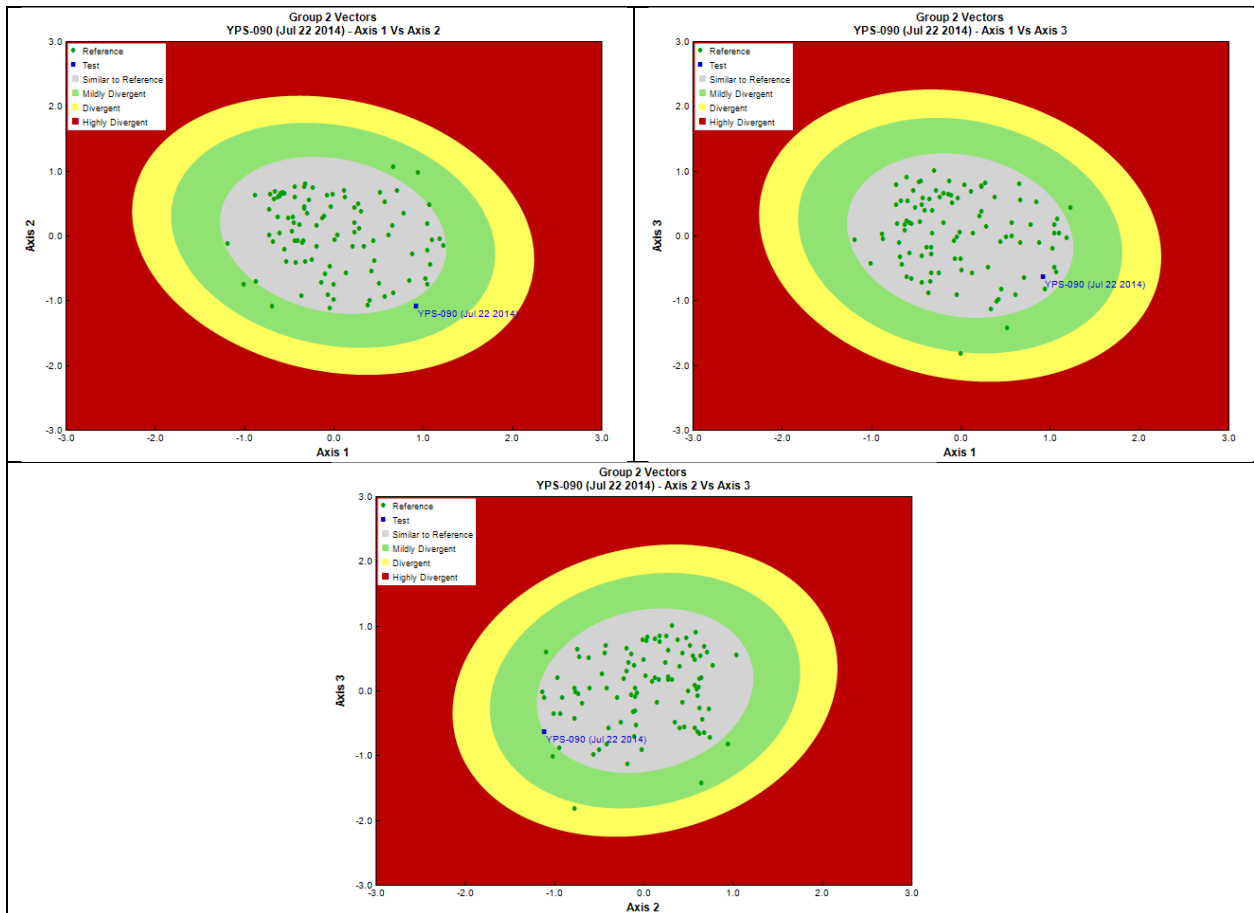 Group 2 Vectors
YPS-090 (Jul 22 2014) - Axis 1 Vs Axis 2
3.0
2.0
1.0
0.0
-1.0
-2.0
-3.0
Axis 2
Reference
Test
Similar to Reference
Mildly Divergent
Divergent
Highly Divergent
YPS-090 (Jul 22 2014)
-3.0 -2.0 -1.0 0.0 1.0 2.0 3.0
Axis 1
Group 2 Vectors
YPS-090 (Jul 22 2014) - Axis 1 Vs Axis 3
3.0
2.0
1.0
0.0
-1.0
-2.0
-3.0
Axis 3
Reference
Test
Similar to Reference
Mildly Divergent
Divergent
Highly Divergent
YPS-090 (Jul 22 2014)
-3.0 -2.0 -1.0 0.0 1.0 2.0 3.0
Axis 1
Group 2 Vectors
YPS-090 (Jul 22 2014) - Axis 2 Vs Axis 3
3.0
2.0
1.0
0.0
-1.0
-2.0
-3.0
Axis 3
Reference
Test
Similar to Reference
Mildly Divergent
Divergent
Highly Divergent
YPS-090 (Jul 22 2014)
-3.0 -2.0 -1.0 0.0 1.0 2.0 3.0
Axis 2